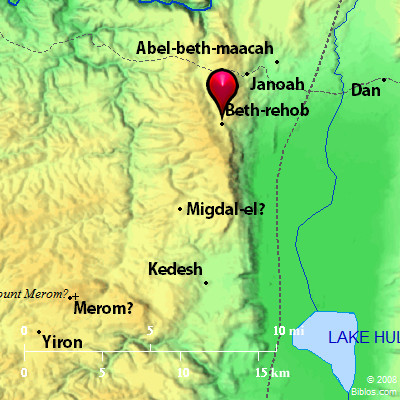 Abel-beth-maacah
Janoah
Dan
Beth-rehob
Migdal-el?
Kedesh
ount Merom?
Merom?
Yiron
0 5 10 mi
LAKE HUL
0 5 10 15 km
© 2008
Biblos.com